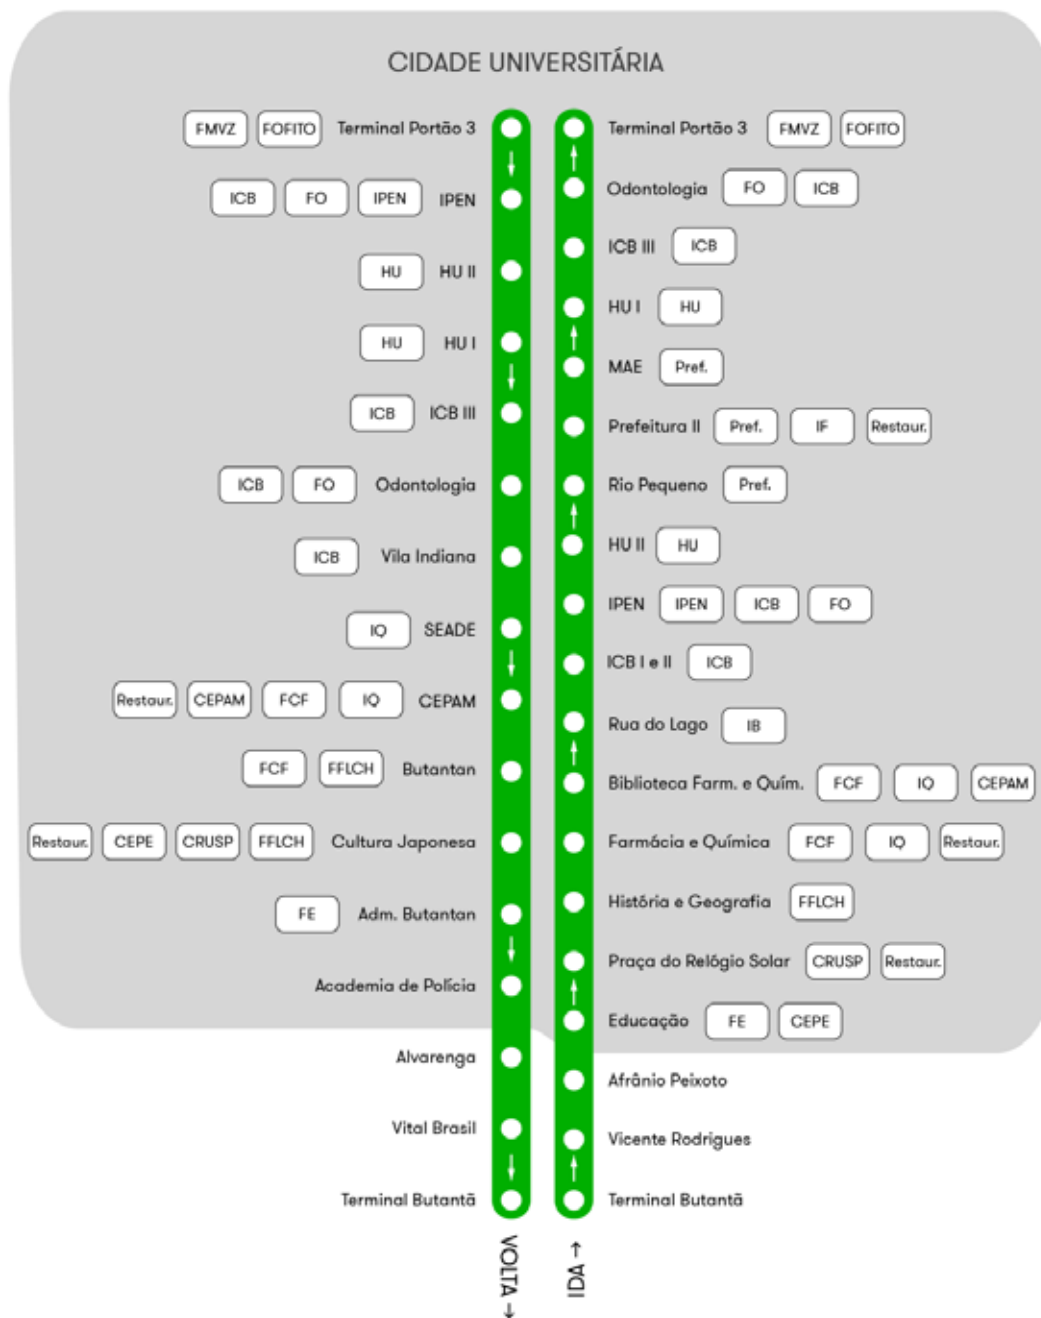 CIDADE UNIVERSITÁRIA
FMVZ FOFITO Terminal Portão 3
ICB FO IPEN IPEN
HU HU II
HU HU I
ICB ICB III
ICB FO Odontologia
ICB Vila Indiana
IQ SEADE
Restaur. CEPAM FCF IQ CEPAM
FCF FFLCH Butantan
Restaur. CEPE CRUSP FFLCH Cultura Japonesa
FE Adm. Butantan
Academia de Polícia
Alvarenga
Vital Brasil
Terminal Butantã
VOLTA →
Terminal Portão 3 FMVZ FOFITO
Odontologia FO ICB
ICB III ICB
HU I HU
MAE Pref.
Prefeitura II Pref. IF Restaur.
Rio Pequeno Pref.
HU II HU
IPEN IPEN ICB FO
ICB I e II ICB
Rua do Lago IB
Biblioteca Farm. e Quím. FCF IQ CEPAM
Farmácia e Química FCF IQ Restaur.
História e Geografia FFLCH
Praça do Relógio Solar CRUSP Restaur.
Educação FE CEPE
Afrânio Peixoto
Vicente Rodrigues
Terminal Butantã
IDA ←